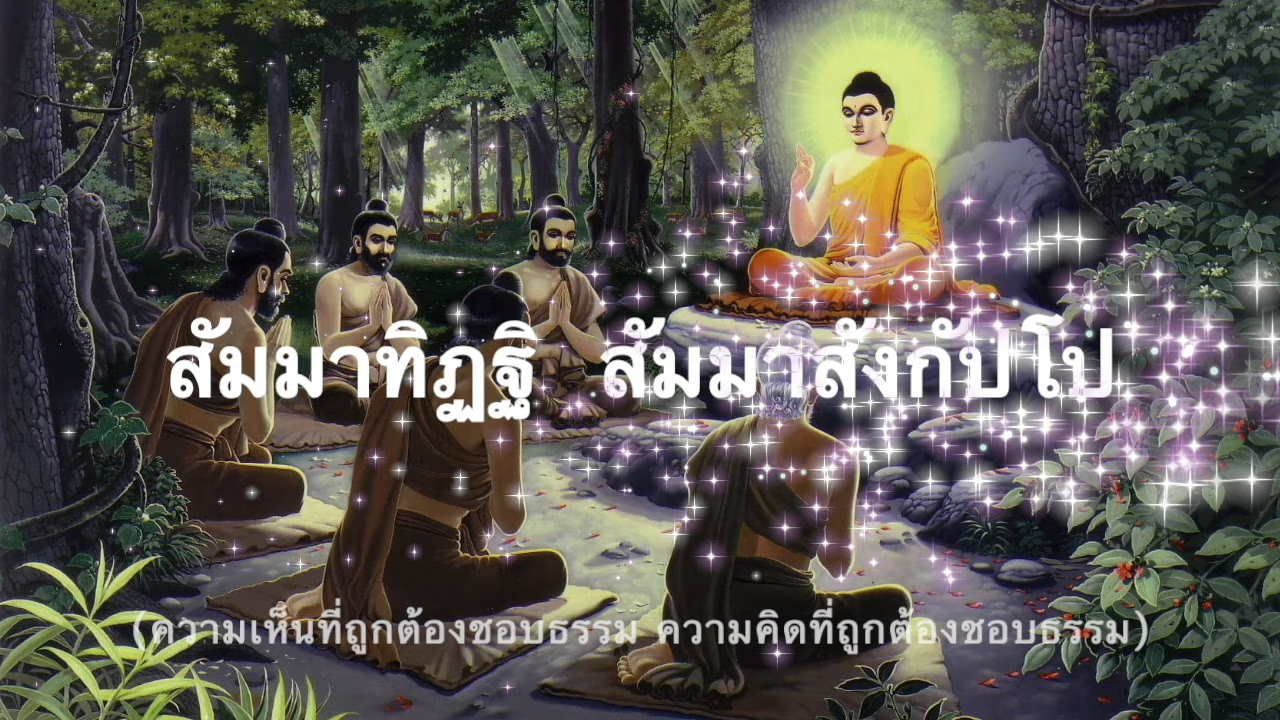 สัมมาทิฏฐิ สัมมาสังกัปโป
(ความเห็นที่ถูกต้องชอบธรรม ความคิดที่ถูกต้องชอบธรรม)